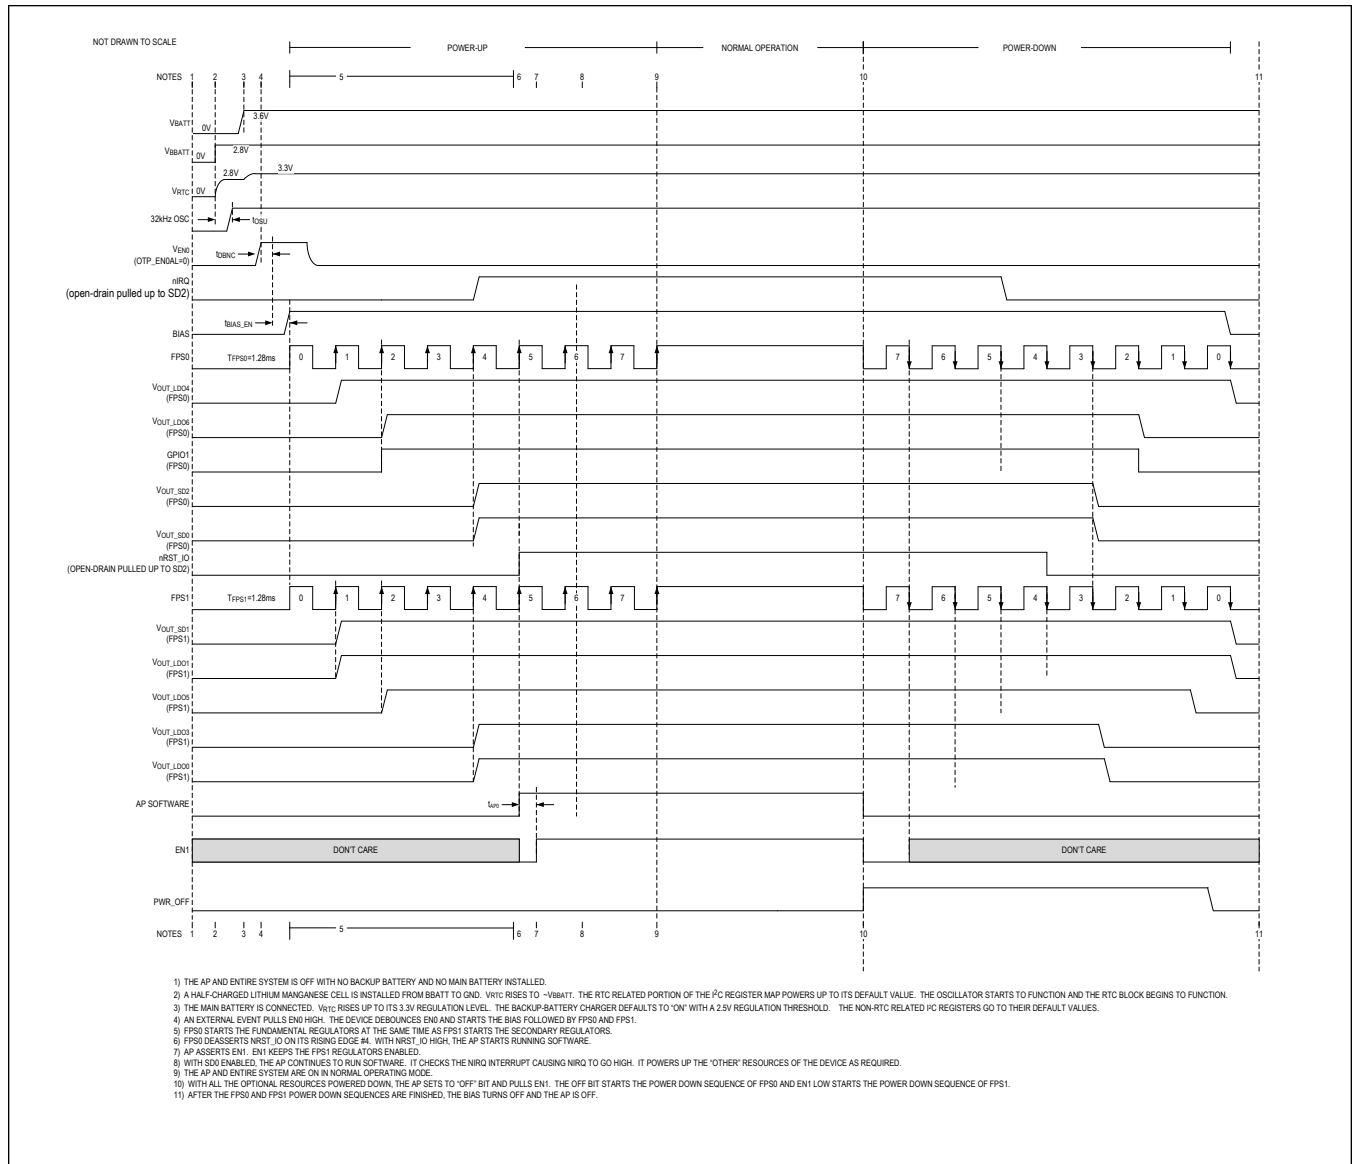 NOT DRAWN TO SCALE
POWER-UP NORMAL OPERATION POWER-DOWN
NOTES 1 2 3 4 5 6 7 8 9 10 11
VBATT 0V 3.6V
VBBATT 0V 2.8V
VRTC 0V 2.8V 3.3V
32kHz OSC tOSU
VEN0
(OTP_EN0AL=0) tDBNC
nIRQ
(open-drain pulled up to SD2)
tBIAS_EN
BIAS
FPS0 TFPS0=1.28ms 0 1 2 3 4 5 6 7 7 6 5 4 3 2 1 0
VOUT_LDO4
(FPS0)
VOUT_LDO6
(FPS0)
GPIO1
(FPS0)
VOUT_SD2
(FPS0)
VOUT_SD0
(FPS0)
nRST_IO
(OPEN-DRAIN PULLED UP TO SD2)
FPS1 TFPS1=1.28ms 0 1 2 3 4 5 6 7 7 6 5 4 3 2 1 0
VOUT_SD1
(FPS1)
VOUT_LDO1
(FPS1)
VOUT_LDO5
(FPS1)
VOUT_LDO3
(FPS1)
VOUT_LDO0
(FPS1)
AP SOFTWARE tAP0
EN1 DON'T CARE DON'T CARE
PWR_OFF
NOTES 1 2 3 4 5 6 7 8 9 10 11
1) THE AP AND ENTIRE SYSTEM IS OFF WITH NO BACKUP BATTERY AND NO MAIN BATTERY INSTALLED.
2) A HALF-CHARGED LITHIUM MANGANESE CELL IS INSTALLED FROM BBATT TO GND. VRTC RISES TO ~VBBATT. THE RTC RELATED PORTION OF THE I²C REGISTER MAP POWERS UP TO ITS DEFAULT VALUE. THE OSCILLATOR STARTS TO FUNCTION AND THE RTC BLOCK BEGINS TO FUNCTION.
3) THE MAIN BATTERY IS CONNECTED. VRTC RISES UP TO ITS 3.3V REGULATION LEVEL. THE BACKUP-BATTERY CHARGER DEFAULTS TO "ON" WITH A 2.5V REGULATION THRESHOLD. THE NON-RTC RELATED I²C REGISTERS GO TO THEIR DEFAULT VALUES.
4) AN EXTERNAL EVENT PULLS EN0 HIGH. THE DEVICE DEBOUNCES EN0 AND STARTS THE BIAS FOLLOWED BY FPS0 AND FPS1.
5) FPS0 STARTS THE FUNDAMENTAL REGULATORS AT THE SAME TIME AS FPS1 STARTS THE SECONDARY REGULATORS.
6) FPS0 DEASSERTS NRST_IO ON ITS RISING EDGE #4. WITH NRST_IO HIGH, THE AP STARTS RUNNING SOFTWARE.
7) AP ASSERTS EN1. EN1 KEEPS THE FPS1 REGULATORS ENABLED.
8) WITH SD0 ENABLED, THE AP CONTINUES TO RUN SOFTWARE. IT CHECKS THE NIRQ INTERRUPT CAUSING NIRQ TO GO HIGH. IT POWERS UP THE "OTHER" RESOURCES OF THE DEVICE AS REQUIRED.
9) THE AP AND ENTIRE SYSTEM ARE ON IN NORMAL OPERATING MODE.
10) WITH ALL THE OPTIONAL RESOURCES POWERED DOWN, THE AP SETS TO "OFF" BIT AND PULLS EN1. THE OFF BIT STARTS THE POWER DOWN SEQUENCE OF FPS0 AND EN1 LOW STARTS THE POWER DOWN SEQUENCE OF FPS1.
11) AFTER THE FPS0 AND FPS1 POWER DOWN SEQUENCES ARE FINISHED, THE BIAS TURNS OFF AND THE AP IS OFF.